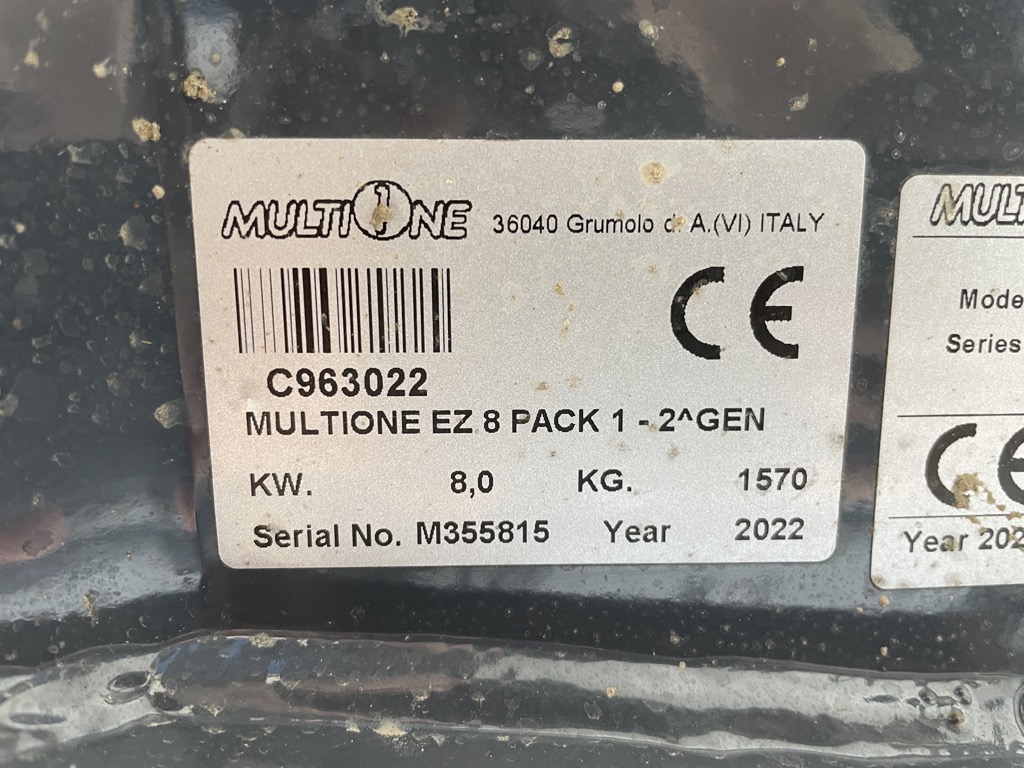 MULTIONE 36040 Grumolo d. A.(VI) ITALY
CE
C963022
MULTIONE EZ 8 PACK 1 - 2^GEN
KW. 8,0 KG. 1570
Serial No. M355815 Year 2022
MULT
Mode
Series
CE
Year 202